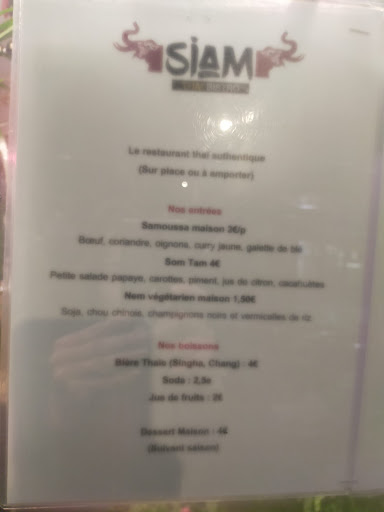 SIAM
Le restaurant thaï authentique
(Sur place ou à emporter)
Nos entrées
Samoussa maison 3€/p
Bœuf, coriandre, oignons, curry jaune, galette de blé
Som Tam 4€
Petite salade papaye, carottes, piment, jus de citron, cacahuètes
Nem végétarien maison 1,50€
Soja, chou chinois, champignons noirs et vermicelles de riz
Nos boissons
Bière Thaïe (Singha, Chang) : 4€
Soda : 2,5e
Jus de fruits : 2€
Dessert Maison : 4€
(Suivant saison)